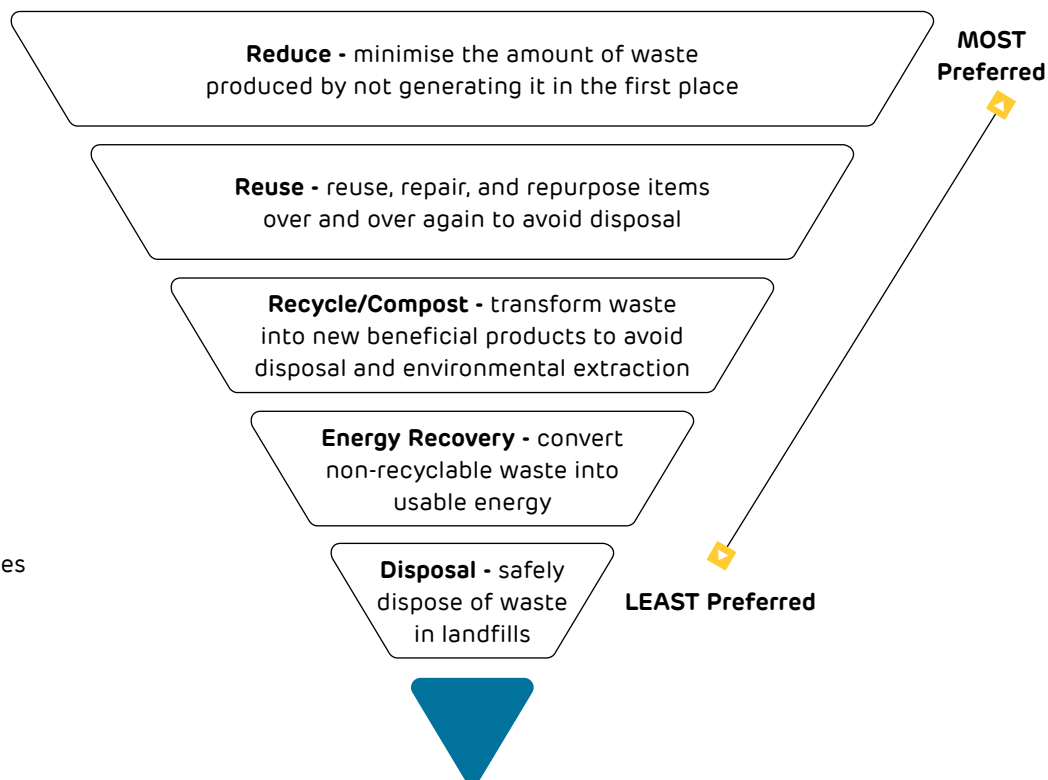 Reduce - minimise the amount of waste
produced by not generating it in the first place
MOST
Preferred
Reuse - reuse, repair, and repurpose items
over and over again to avoid disposal
Recycle/Compost - transform waste
into new beneficial products to avoid
disposal and environmental extraction
Energy Recovery - convert
non-recyclable waste into
usable energy
es
Disposal - safely
dispose of waste
in landfills
LEAST Preferred